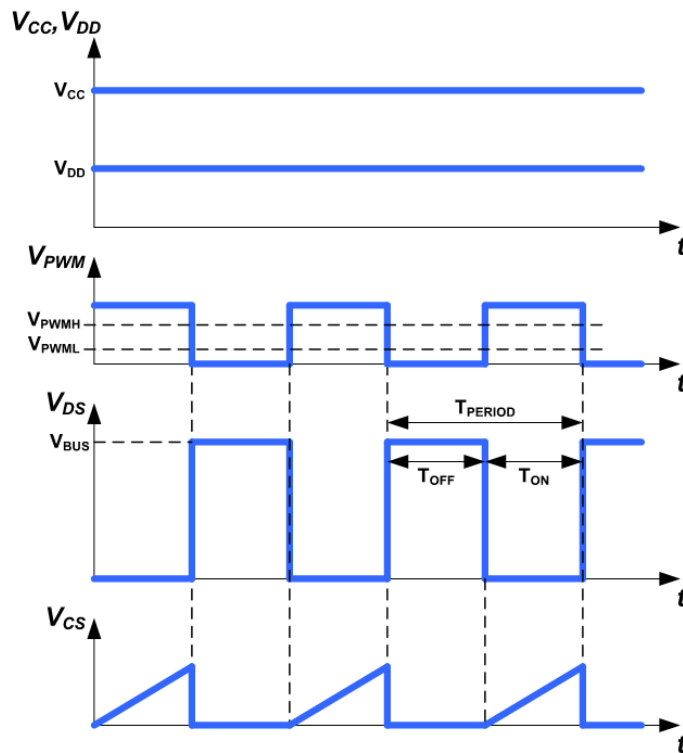 VCC,VDD
VCC
VDD
t
VPWM
VPWMH
VPWML
t
VDS
TPERIOD
VBUS
TOFF TON
t
VCS
t